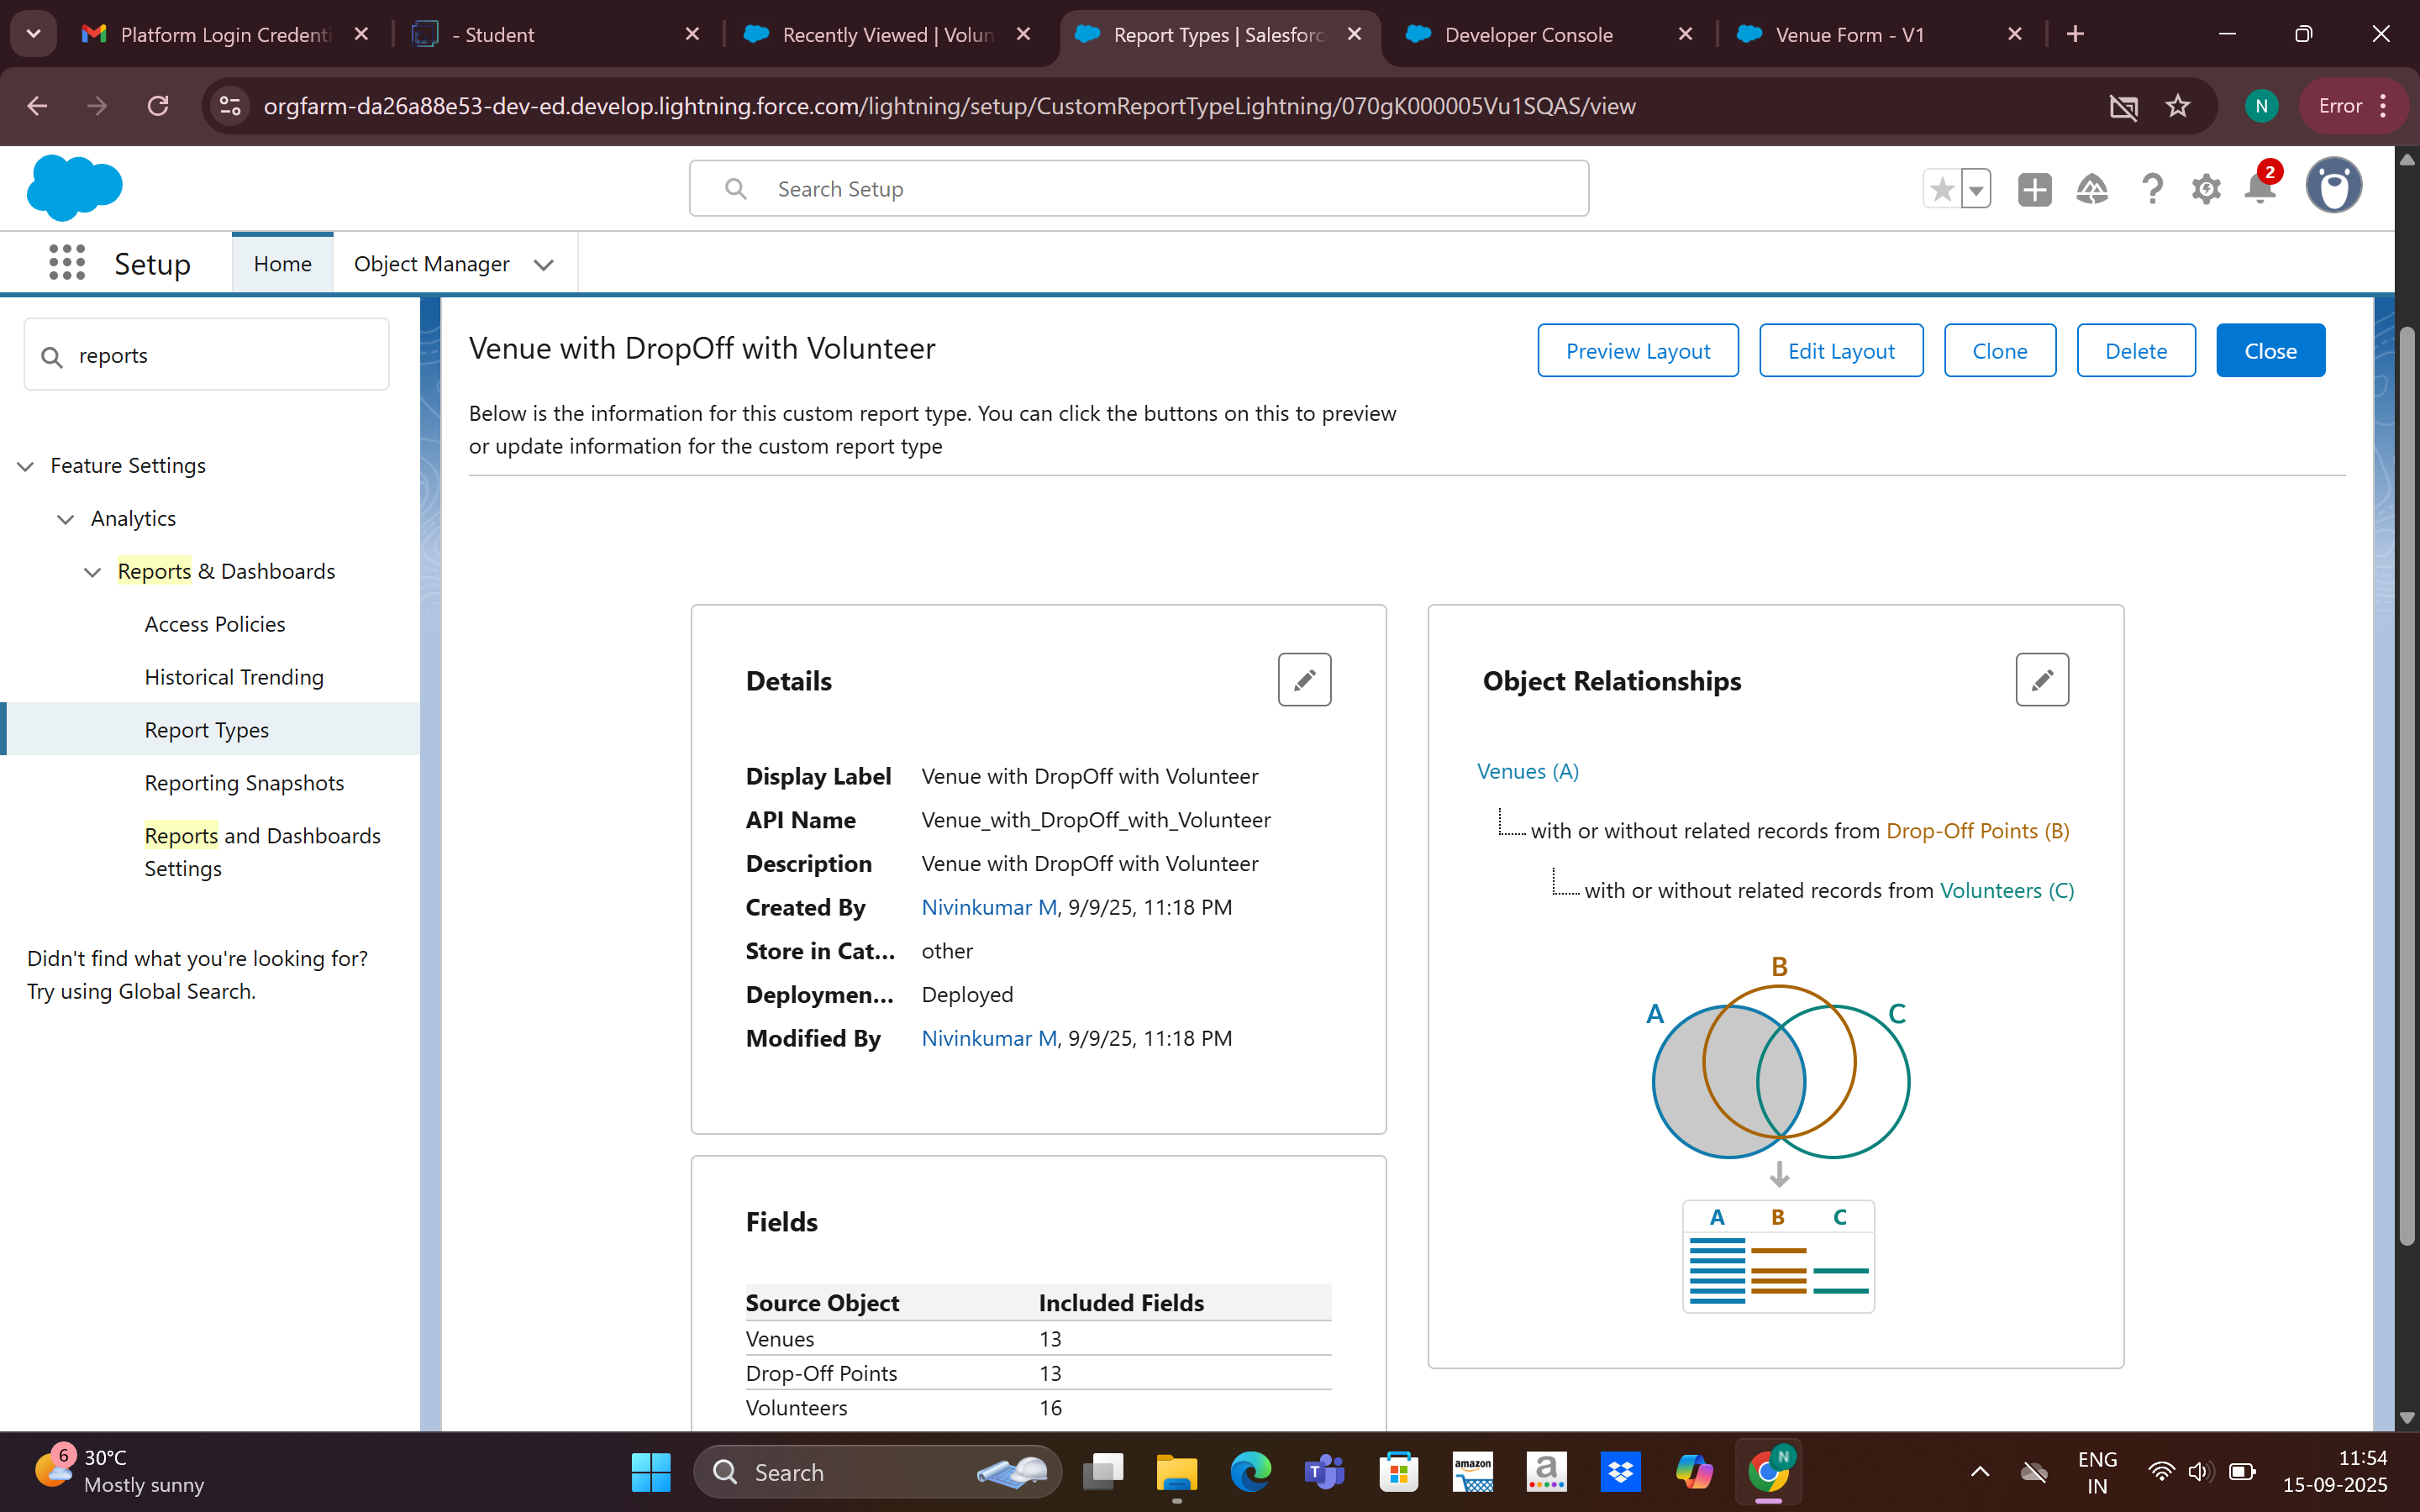 Platform Login Credenti
- Student
Recently Viewed | Volun
Report Types | Salesforc
Developer Console
Venue Form - V1
orgfarm-da26a88e53-dev-ed.develop.lightning.force.com/lightning/setup/CustomReportTypeLightning/070gK000005Vu1SQAS/view
N
Error
Search Setup
2
Setup
Home
Object Manager
reports
Feature Settings
Analytics
Reports & Dashboards
Access Policies
Historical Trending
Report Types
Reporting Snapshots
Reports and Dashboards
Settings
Didn't find what you're looking for?
Try using Global Search.
Venue with DropOff with Volunteer
Preview Layout
Edit Layout
Clone
Delete
Close
Below is the information for this custom report type. You can click the buttons on this to preview
or update information for the custom report type
Details
Display Label Venue with DropOff with Volunteer
API Name Venue_with_DropOff_with_Volunteer
Description Venue with DropOff with Volunteer
Created By Nivinkumar M, 9/9/25, 11:18 PM
Store in Cat... other
Deploymen... Deployed
Modified By Nivinkumar M, 9/9/25, 11:18 PM
Fields
Source Object Included Fields
Venues 13
Drop-Off Points 13
Volunteers 16
Object Relationships
Venues (A)
with or without related records from Drop-Off Points (B)
with or without related records from Volunteers (C)
B
A
C
A B C
6
30°C
Mostly sunny
Search
T
amazon
a
N
ENG
IN
11:54
15-09-2025